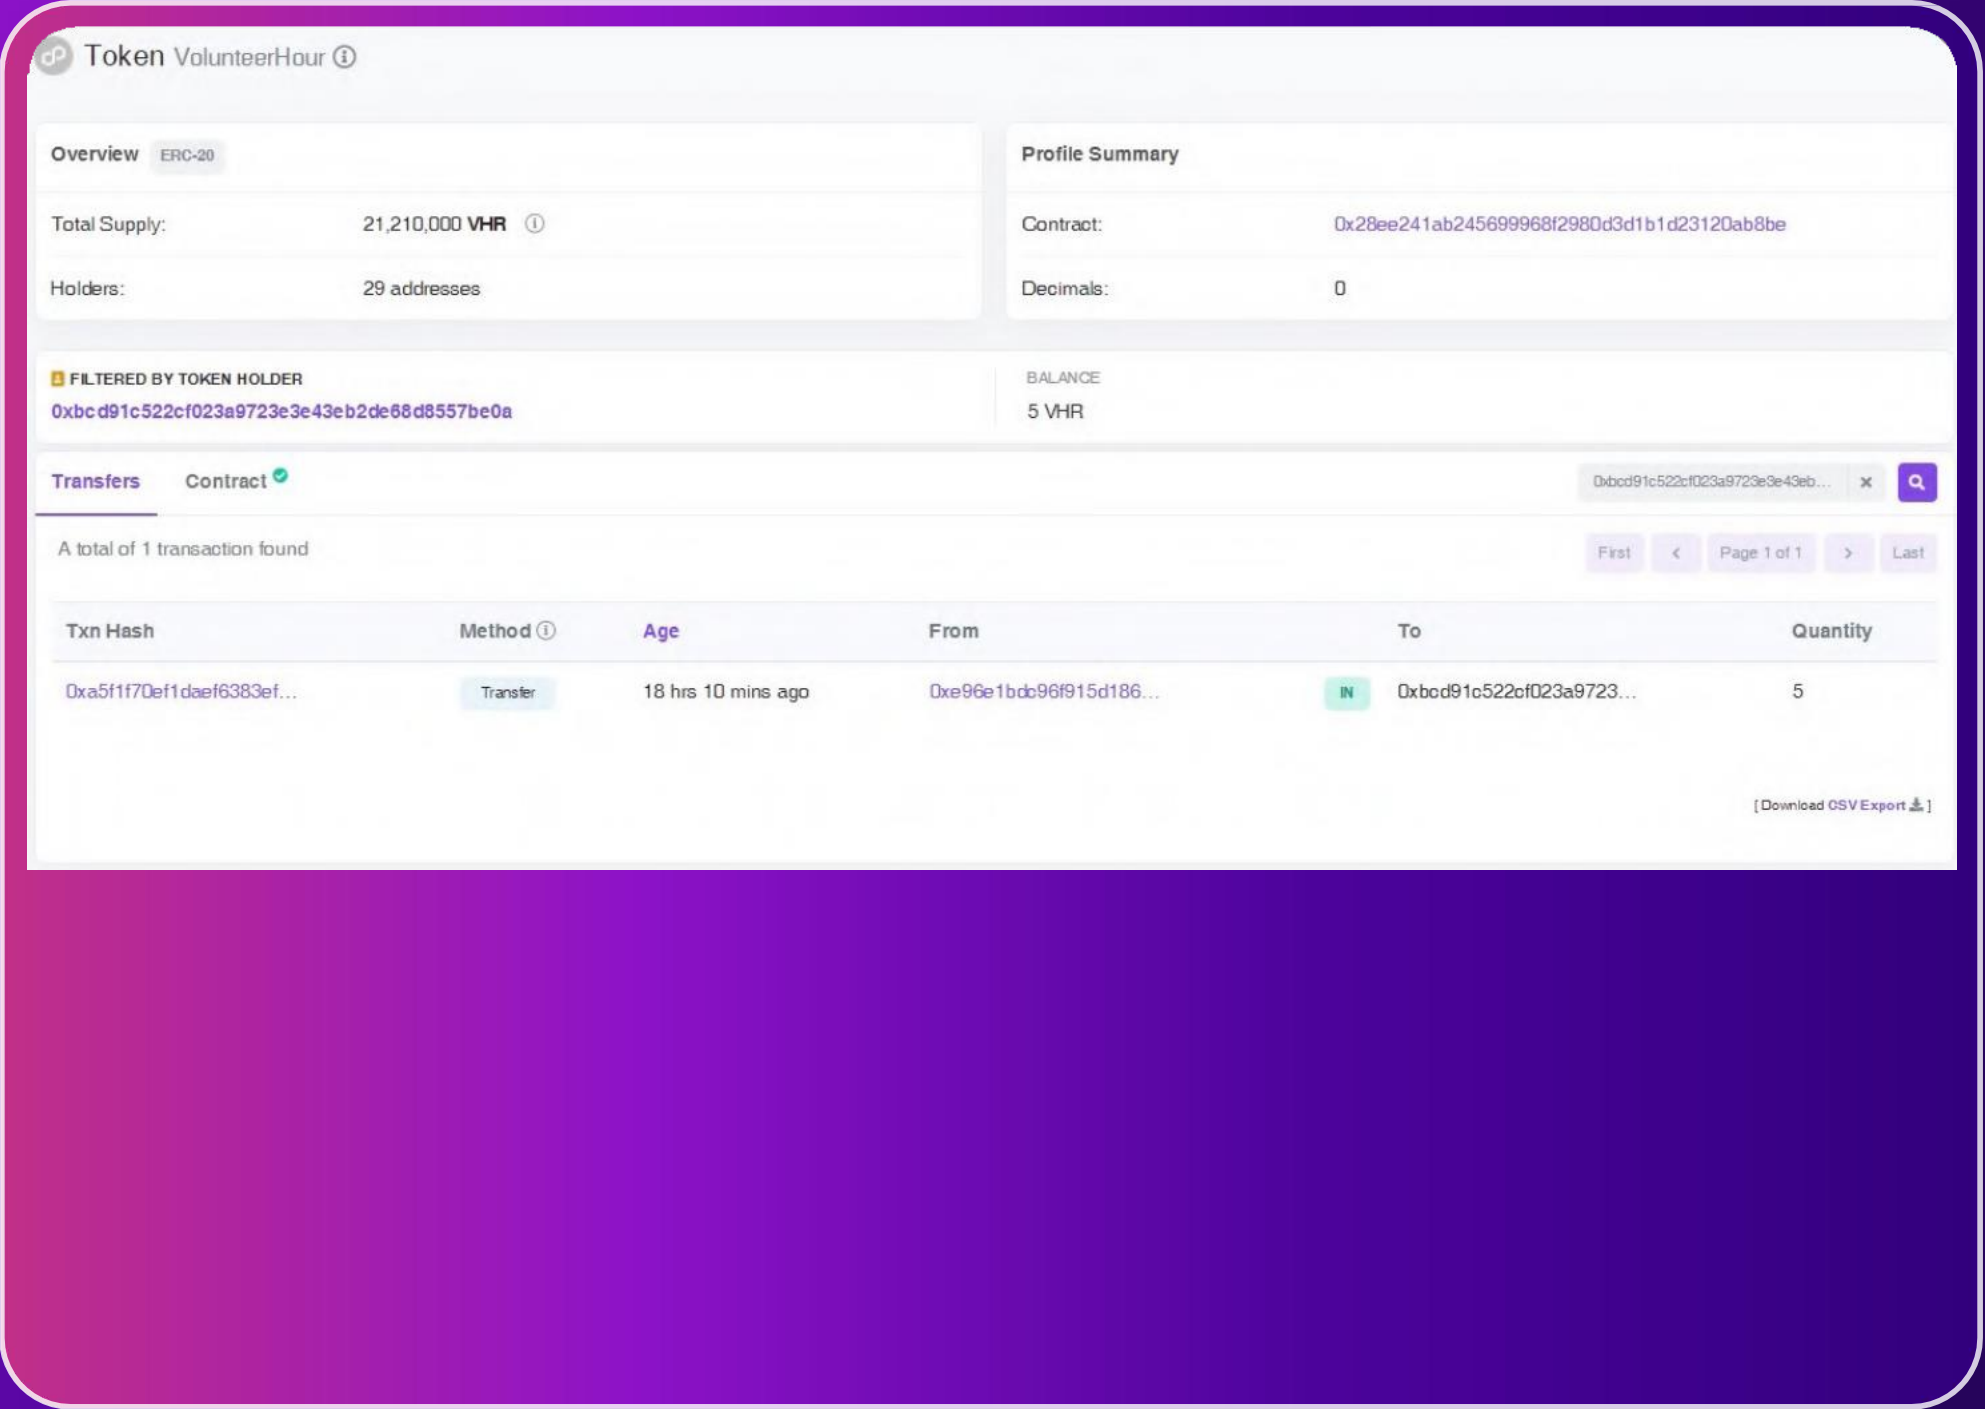 Token VolunteerHour
Overview ERC-20
Total Supply: 21,210,000 VHR
Holders: 29 addresses
Profile Summary
Contract: 0x28ee241ab245699968f2980d3d1b1d23120ab8be
Decimals: 0
FILTERED BY TOKEN HOLDER
0xbcd91c522cf023a9723e3e43eb2de68d8557be0a
BALANCE
5 VHR
Transfers Contract
0xbcd91c522cf023a9723e3e43eb...
A total of 1 transaction found
First < Page 1 of 1 > Last
Txn Hash Method Age From To Quantity
0xa5f1f70ef1daef6383ef... Transfer 18 hrs 10 mins ago 0xe96e1bdc96f915d186... IN 0xbcd91c522cf023a9723... 5
[ Download CSV Export ]